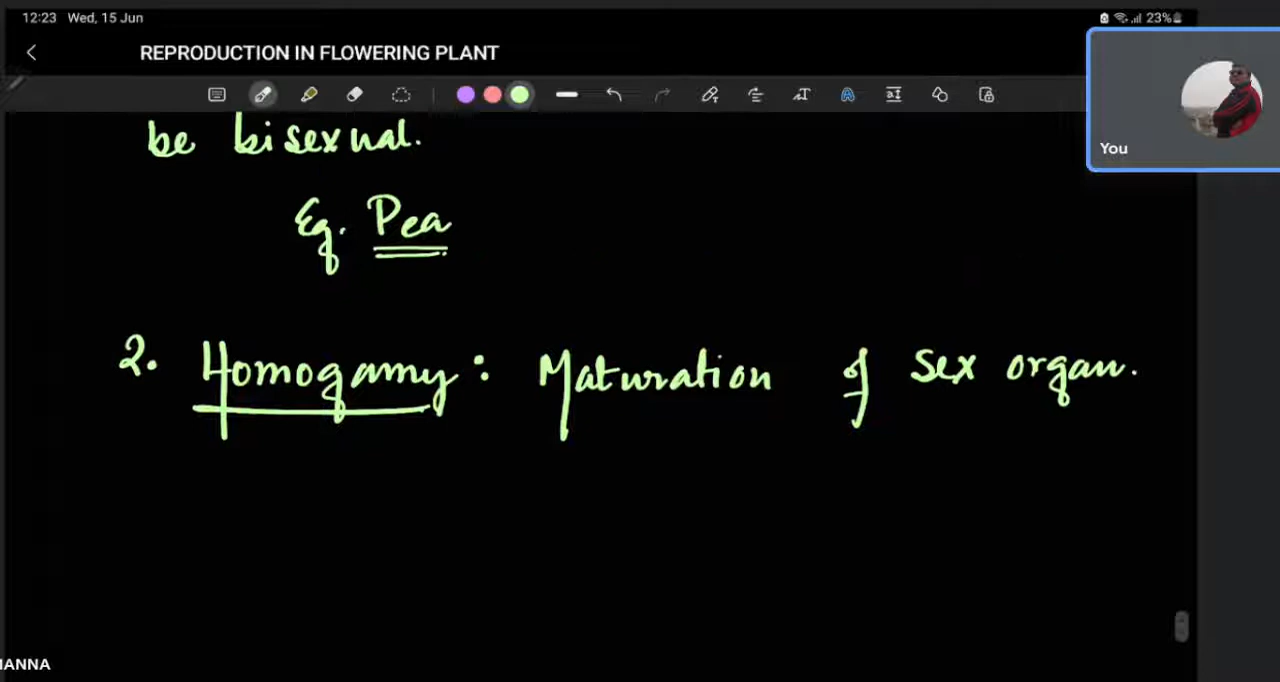 12:23 Wed, 15 Jun
23%
REPRODUCTION IN FLOWERING PLANT
You
be bisexual.
Eg. Pea
2. Homogamy: Maturation of sex organ.
MANNA